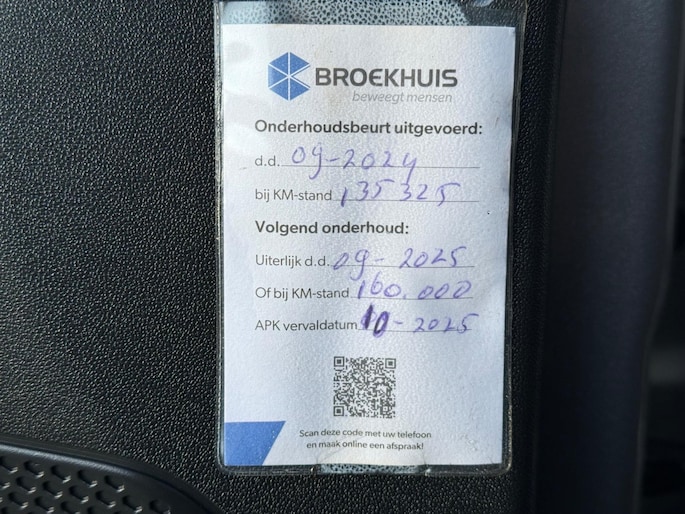 BROEKHUIS
beweegt mensen
Onderhoudsbeurt uitgevoerd:
d.d. 09-2024
bij KM-stand 135325
Volgend onderhoud:
Uiterlijk d.d. 09-2025
Of bij KM-stand 160.000
APK vervaldatum 10-2025
Scan deze code met uw telefoon
en maak online een afspraak!